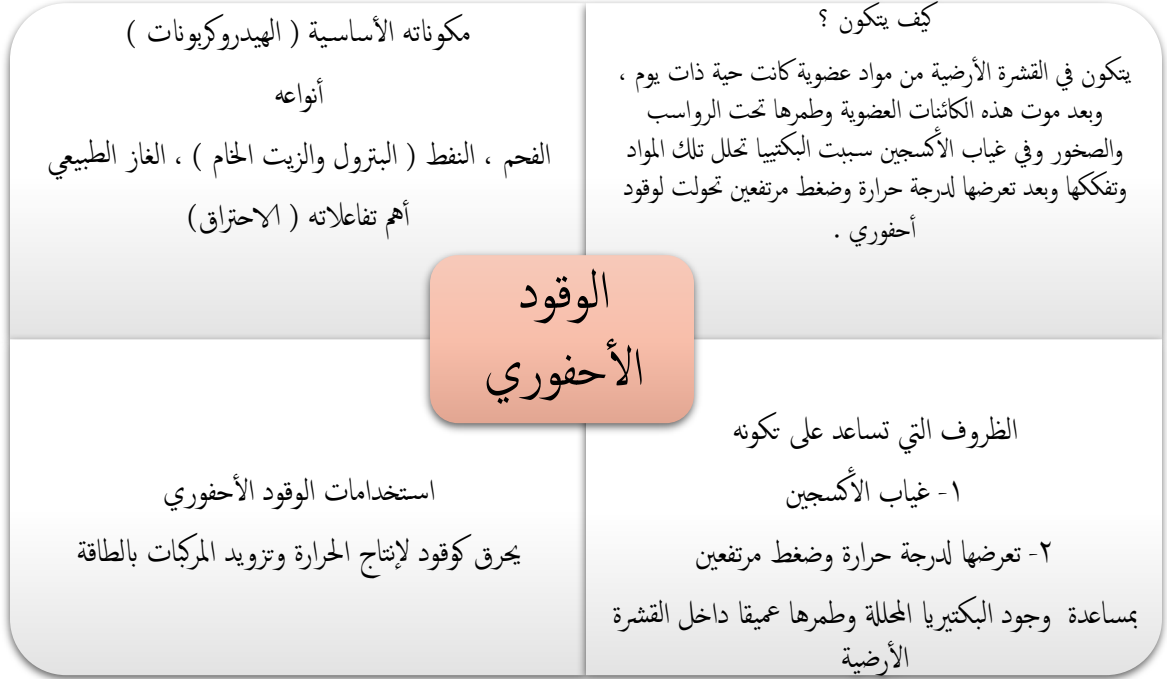 كيف يتكون ؟
يتكون في القشرة الأرضية من مواد عضوية كانت حية ذات يوم ،
وبعد موت هذه الكائنات العضوية وطمرها تحت الرواسب
والصخور وفي غياب الأكسجين سببت البكتييا تحلل تلك المواد
وتفككها وبعد تعرضها لدرجة حرارة وضغط مرتفعين تحولت لوقود
أحفوري .
مكوناته الأساسية ( الهيدروكربونات )
أنواعه
الفحم ، النفط ( البترول والزيت الخام ) ، الغاز الطبيعي
أهم تفاعلاته ( الاحتراق)
الوقود
الأحفوري
الظروف التي تساعد على تكونه
١- غياب الأكسجين
٢- تعرضها لدرجة حرارة وضغط مرتفعين
بمساعدة وجود البكتيريا المحللة وطمرها عميقا داخل القشرة
الأرضية
استخدامات الوقود الأحفوري
يحرق كوقود لإنتاج الحرارة وتزويد المركبات بالطاقة